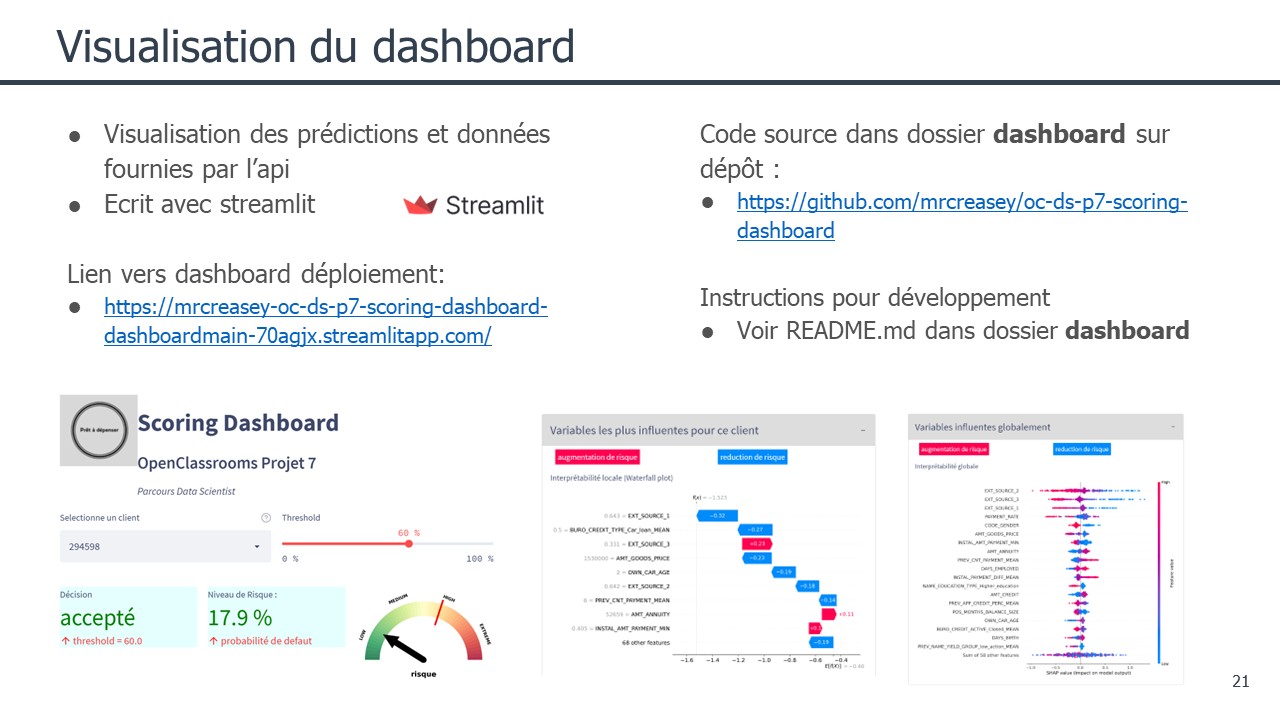 Visualisation du dashboard
● Visualisation des prédictions et données
fournies par l'api
● Ecrit avec streamlit
Streamlit
Lien vers dashboard déploiement:
● https://mrcreasey-oc-ds-p7-scoring-dashboard-
dashboardmain-70agjx.streamlitapp.com/
Code source dans dossier dashboard sur
dépôt :
● https://github.com/mrcreasey/oc-ds-p7-scoring-
dashboard
Instructions pour développement
● Voir README.md dans dossier dashboard
Prêt à dépenser
Scoring Dashboard
OpenClassrooms Projet 7
Parcours Data Scientist
Selectionne un client
294598
Threshold
60 %
0 % 100 %
Décision
accepté
↑ threshold = 60.0
Niveau de Risque :
17.9 %
↑ probabilité de defaut
LOW
MEDIUM
HIGH
EXTREME
risque
Variables les plus influentes pour ce client -
augmentation de risque reduction de risque
Interprétabilité locale (Waterfall plot)
f(x) = −1.523
0.643 = EXT_SOURCE_1 −0.32
0.5 = BURO_CREDIT_TYPE_Car_loan_MEAN −0.27
0.331 = EXT_SOURCE_3 +0.23
1530000 = AMT_GOODS_PRICE −0.23
2 = OWN_CAR_AGE −0.19
0.642 = EXT_SOURCE_2 −0.18
6 = PREV_CNT_PAYMENT_MEAN −0.14
52659 = AMT_ANNUITY +0.11
0.405 = INSTAL_AMT_PAYMENT_MIN
68 other features −0.19
−1.6 −1.4 −1.2 −1.0 −0.8 −0.6 −0.4
E[f(X)] = −0.46
Variables influentes globalement -
augmentation de risque reduction de risque
Interprétabilité globale
High
EXT_SOURCE_2
EXT_SOURCE_3
EXT_SOURCE_1
PAYMENT_RATE
CODE_GENDER
AMT_GOODS_PRICE
INSTAL_AMT_PAYMENT_MIN
AMT_ANNUITY
PREV_CNT_PAYMENT_MEAN
DAYS_EMPLOYED
INSTAL_PAYMENT_DIFF_MEAN
NAME_EDUCATION_TYPE_Higher_education
AMT_CREDIT
PREV_APP_CREDIT_PERC_MEAN
POS_MONTHS_BALANCE_SIZE
OWN_CAR_AGE
BURO_CREDIT_ACTIVE_Closed_MEAN
DAYS_BIRTH
PREV_NAME_YIELD_GROUP_low_action_MEAN
Sum of 58 other features
Feature value
Low
−1.0 −0.5 0.0 0.5 1.0
SHAP value (impact on model output)
21